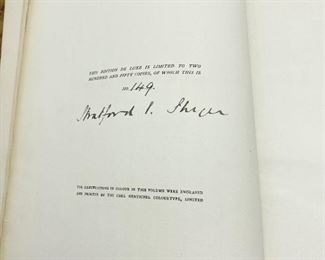 THIS EDITION DE LUXE IS LIMITED TO TWO
HUNDRED AND FIFTY COPIES, OF WHICH THIS IS
NO. 149.
THE ILLUSTRATIONS IN COLOUR IN THIS VOLUME WERE ENGRAVED
AND PRINTED BY THE CARL HENTSCHEL COLOURTYPE, LIMITED